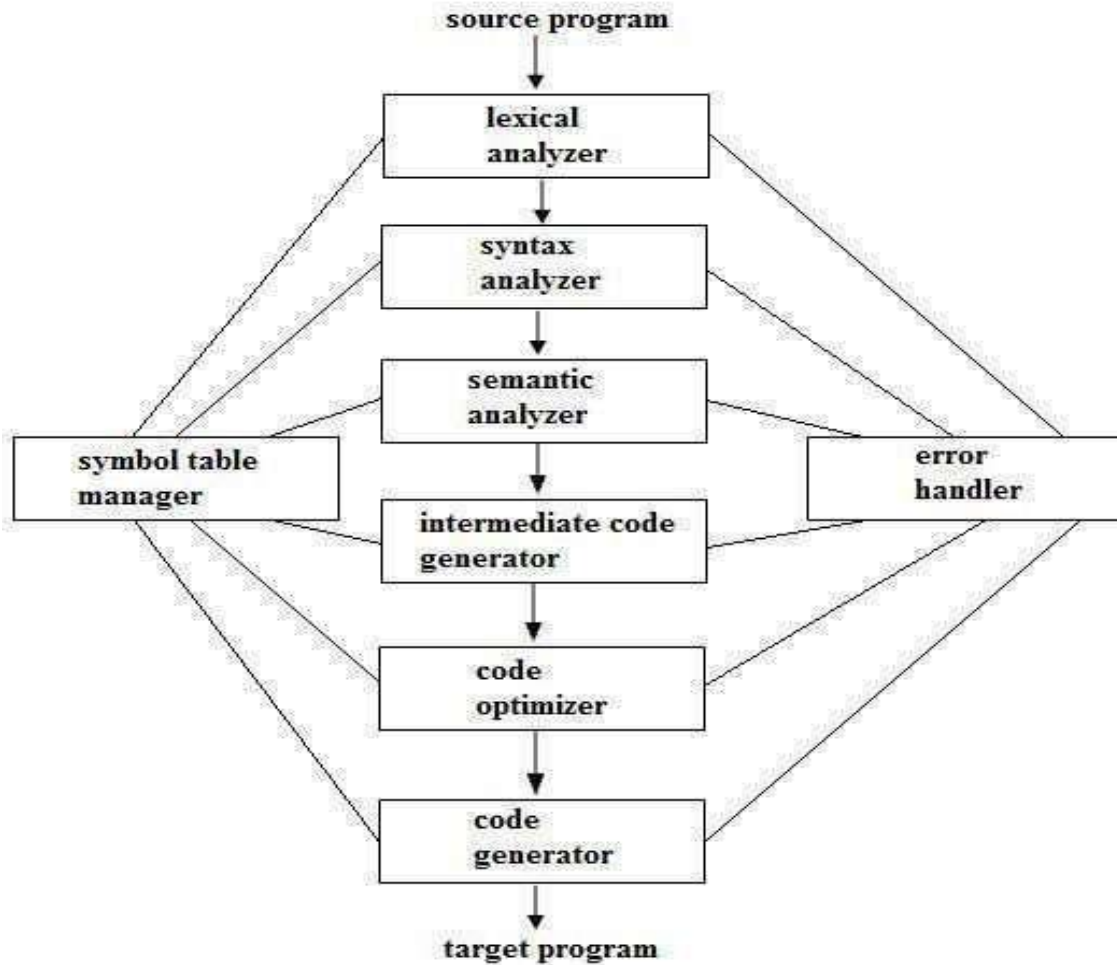 source program
lexical
analyzer
syntax
analyzer
semantic
analyzer
symbol table
manager
error
handler
intermediate code
generator
code
optimizer
code
generator
target program